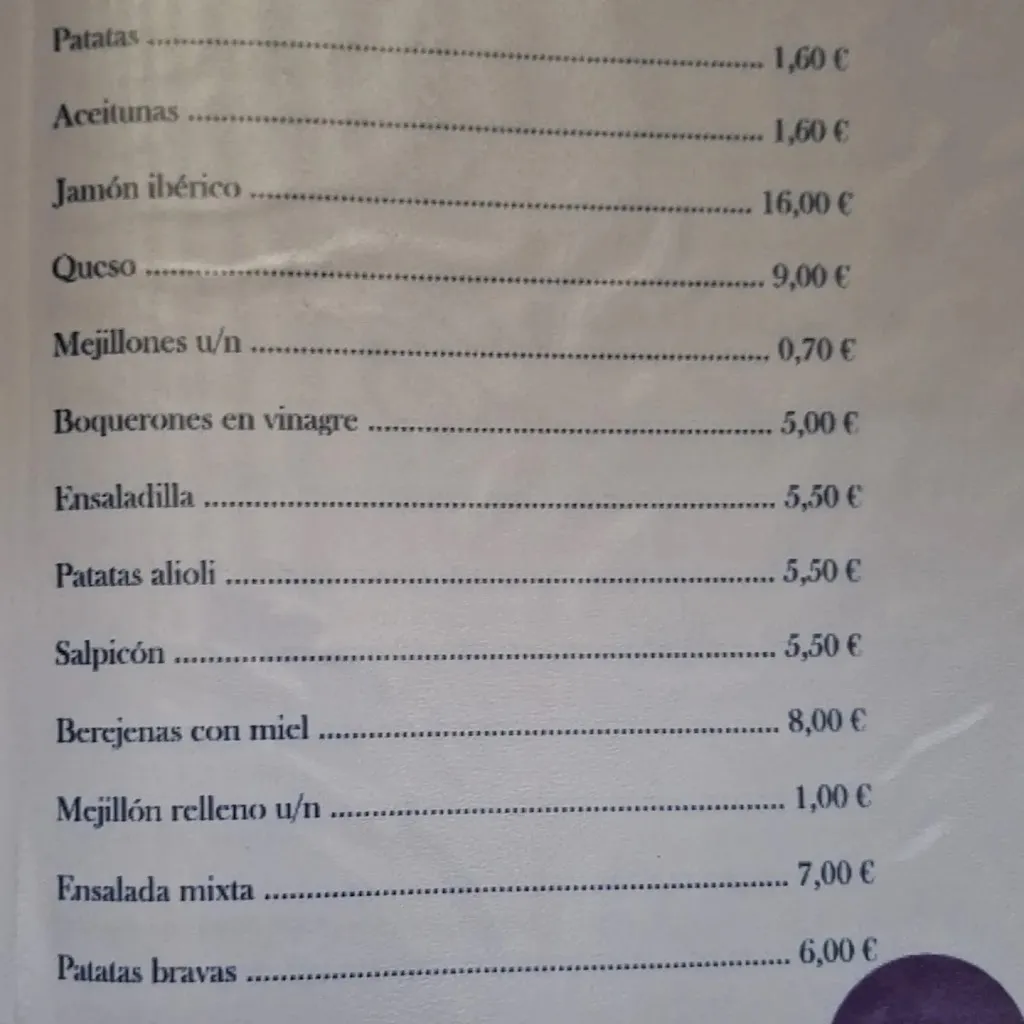 Patatas ........................ 1,60 €
Aceitunas ........................ 1,60 €
Jamón ibérico ........................ 16,00 €
Queso ........................ 9,00 €
Mejillones u/n ........................ 0,70 €
Boquerones en vinagre ........................ 5,00 €
Ensaladilla ........................ 5,50 €
Patatas alioli ........................ 5,50 €
Salpicón ........................ 5,50 €
Berejenas con miel ........................ 8,00 €
Mejillón relleno u/n ........................ 1,00 €
Ensalada mixta ........................ 7,00 €
Patatas bravas ........................ 6,00 €